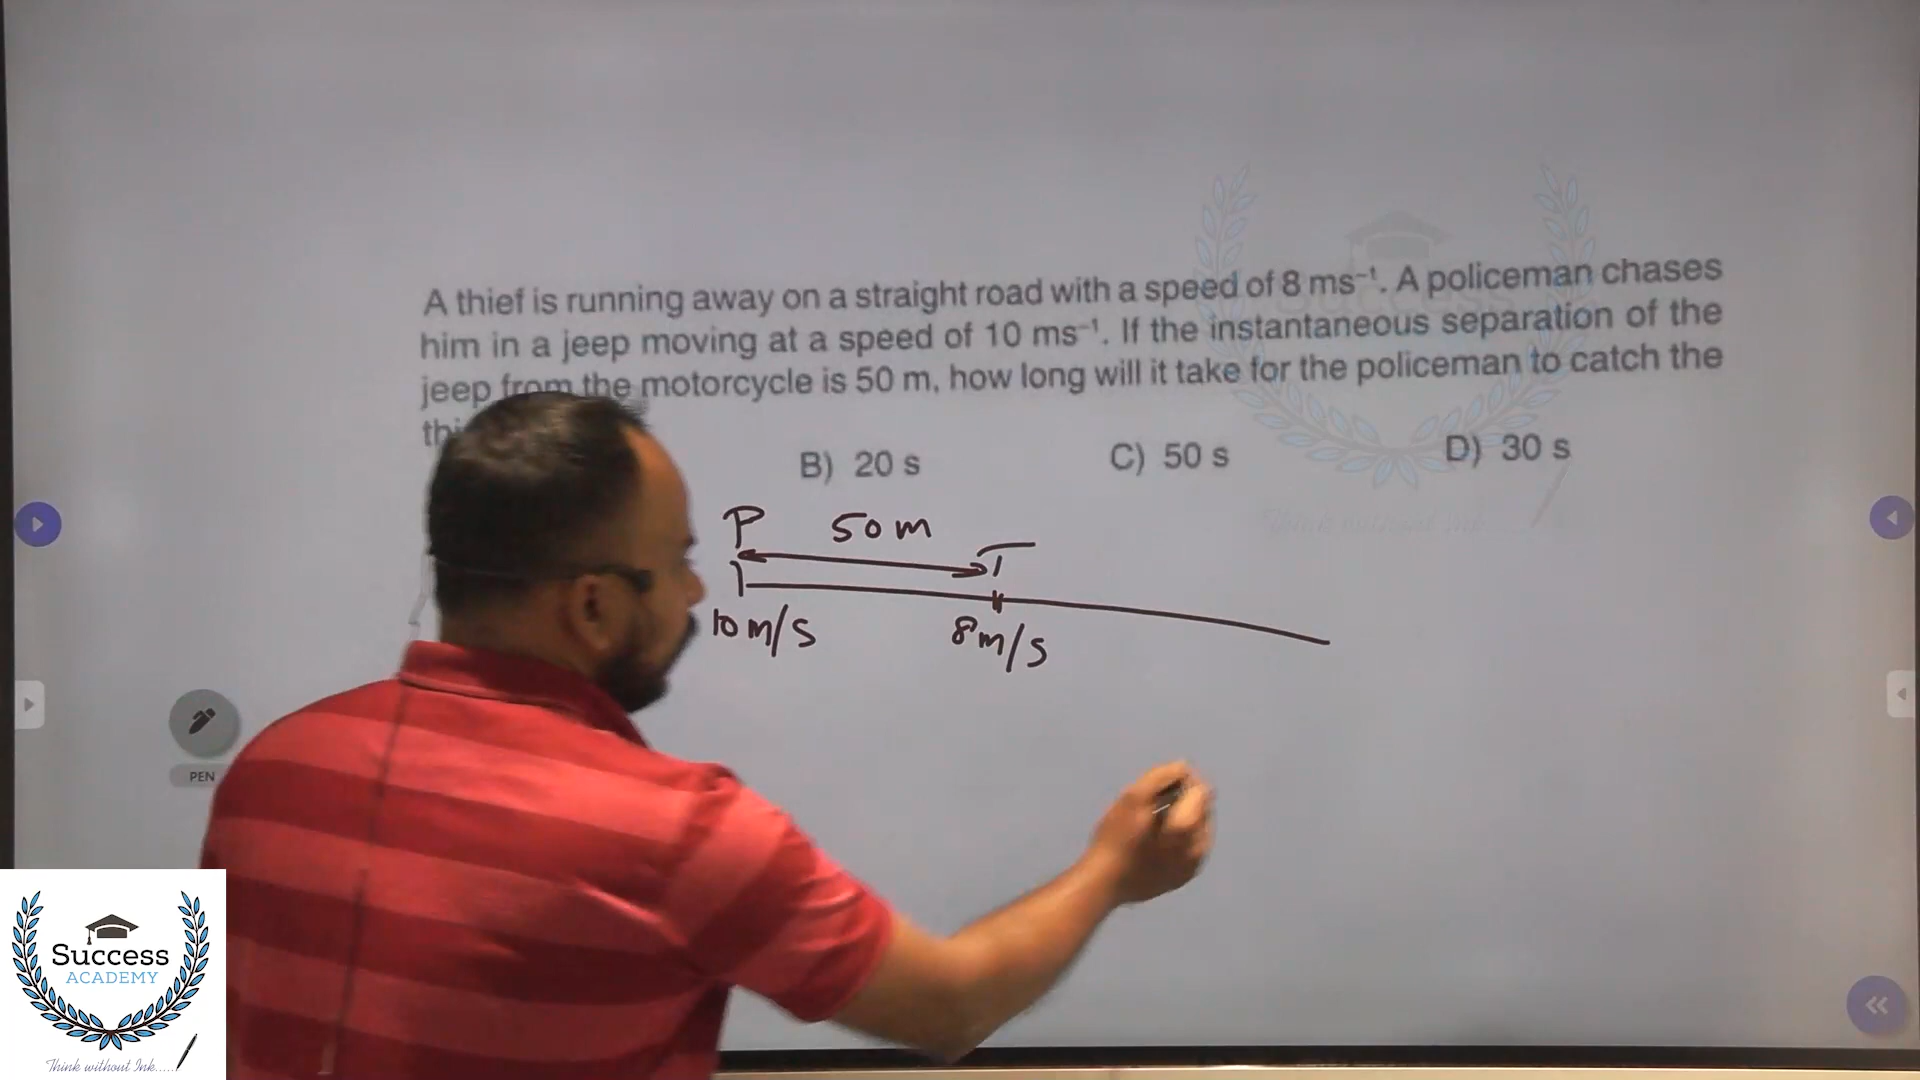 A thief is running away on a straight road with a speed of 8 ms⁻¹. A policeman chases
him in a jeep moving at a speed of 10 ms⁻¹. If the instantaneous separation of the
jeep from the motorcycle is 50 m, how long will it take for the policeman to catch the
B) 20 s C) 50 s D) 30 s
P 50 m T
10 m/s 8 m/s
PEN
Success
ACADEMY
Think without Ink.....